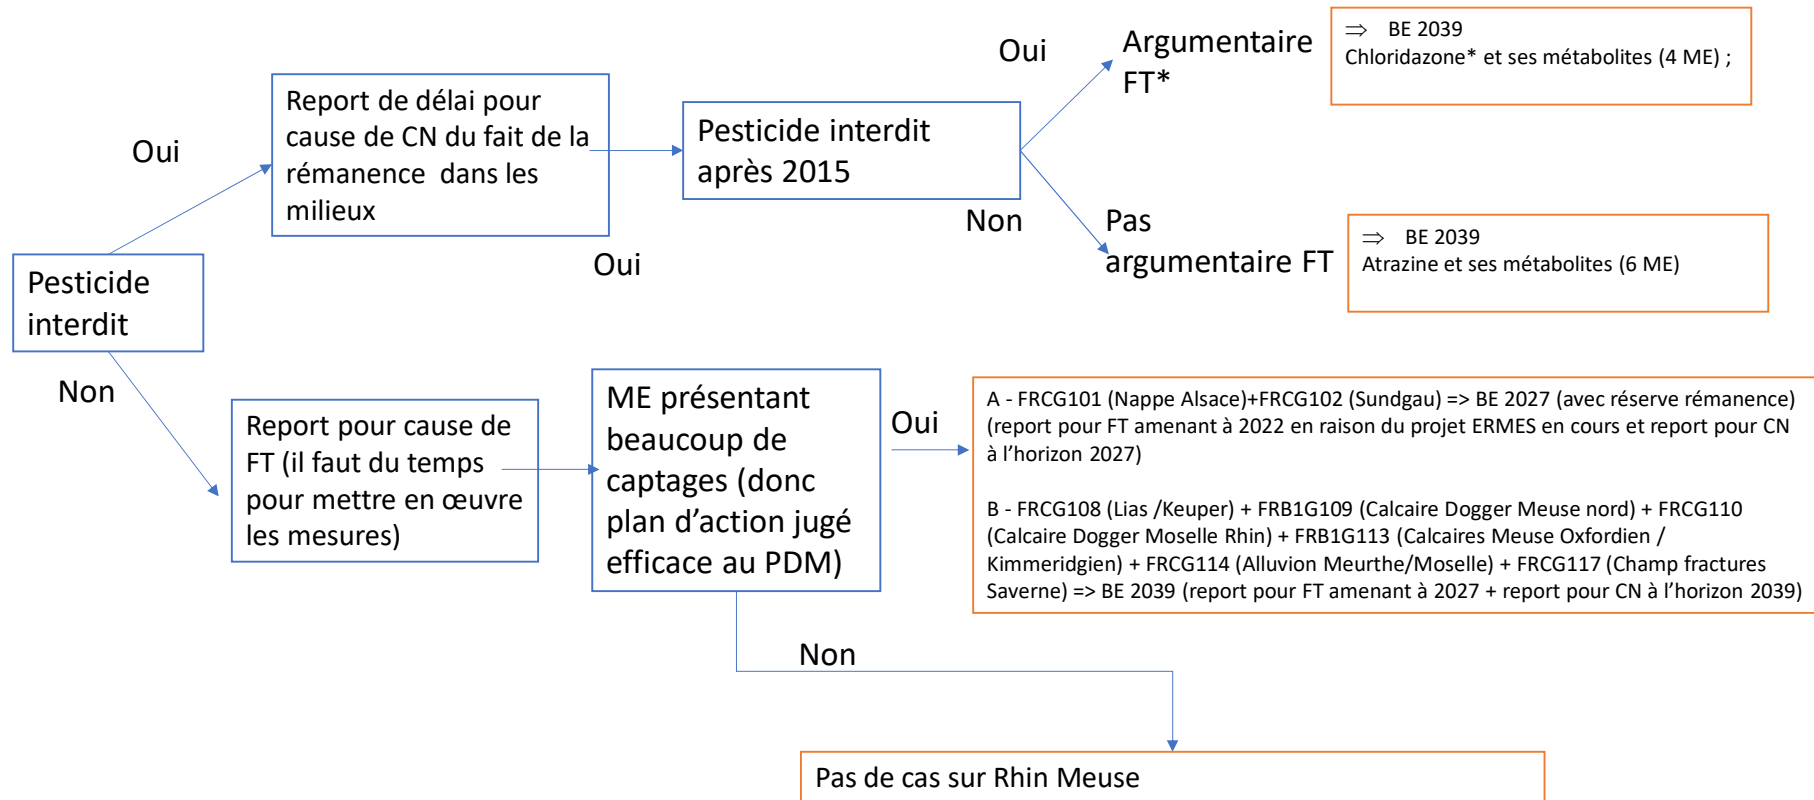 Pesticide
interdit
Oui
Report de délai pour
cause de CN du fait de la
rémanence dans les
milieux
Oui
Pesticide interdit
après 2015
Oui
Argumentaire
FT*
⇒ BE 2039
Chloridazone* et ses métabolites (4 ME) ;
Non
Pas
argumentaire FT
⇒ BE 2039
Atrazine et ses métabolites (6 ME)
Non
Report pour cause de
FT (il faut du temps
pour mettre en œuvre
les mesures)
ME présentant
beaucoup de
captages (donc
plan d’action jugé
efficace au PDM)
Oui
A - FRCG101 (Nappe Alsace)+FRCG102 (Sundgau) => BE 2027 (avec réserve rémanence)
(report pour FT amenant à 2022 en raison du projet ERMES en cours et report pour CN
à l’horizon 2027)
B - FRCG108 (Lias /Keuper) + FRB1G109 (Calcaire Dogger Meuse nord) + FRCG110
(Calcaire Dogger Moselle Rhin) + FRB1G113 (Calcaires Meuse Oxfordien /
Kimmeridgien) + FRCG114 (Alluvion Meurthe/Moselle) + FRCG117 (Champ fractures
Saverne) => BE 2039 (report pour FT amenant à 2027 + report pour CN à l’horizon 2039)
Non
Pas de cas sur Rhin Meuse